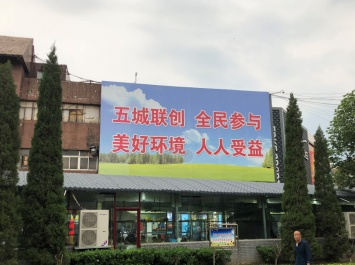 五城联创 全民参与
美好环境 人人受益